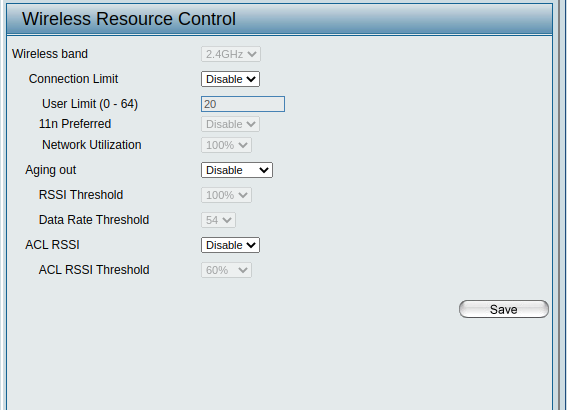 Wireless Resource Control
Wireless band 2.4GHz
Connection Limit Disable
User Limit (0 - 64) 20
11n Preferred Disable
Network Utilization 100%
Aging out Disable
RSSI Threshold 100%
Data Rate Threshold 54
ACL RSSI Disable
ACL RSSI Threshold 60%
Save